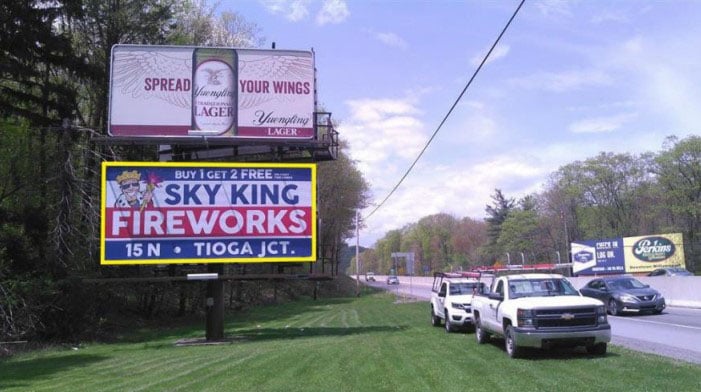 SPREAD YOUR WINGS
Yuengling
TRADITIONAL
LAGER
Yuengling
LAGER
BUY 1 GET 2 FREE
SKY KING
FIREWORKS
15 N • TIOGA JCT.
CHECK IN
LOG ON.
Perkins